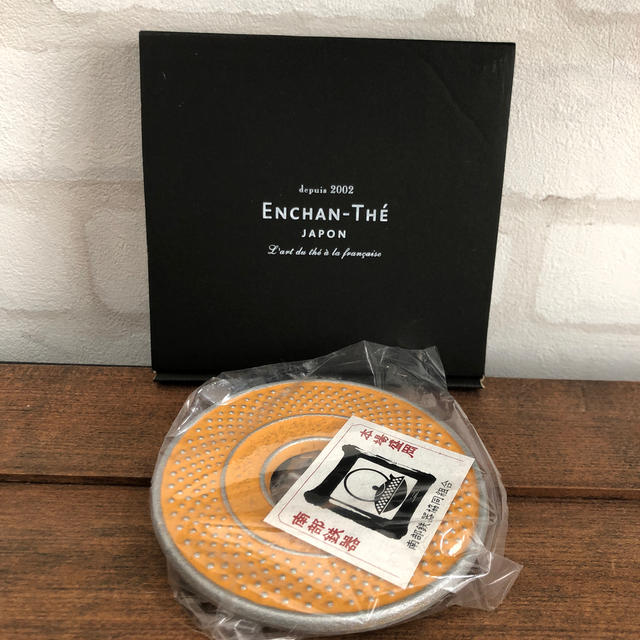 depuis 2002
ENCHAN-THÉ
JAPON
L'art du thé à la française
本場盛岡
南部鉄器
南部鉄器協同組合